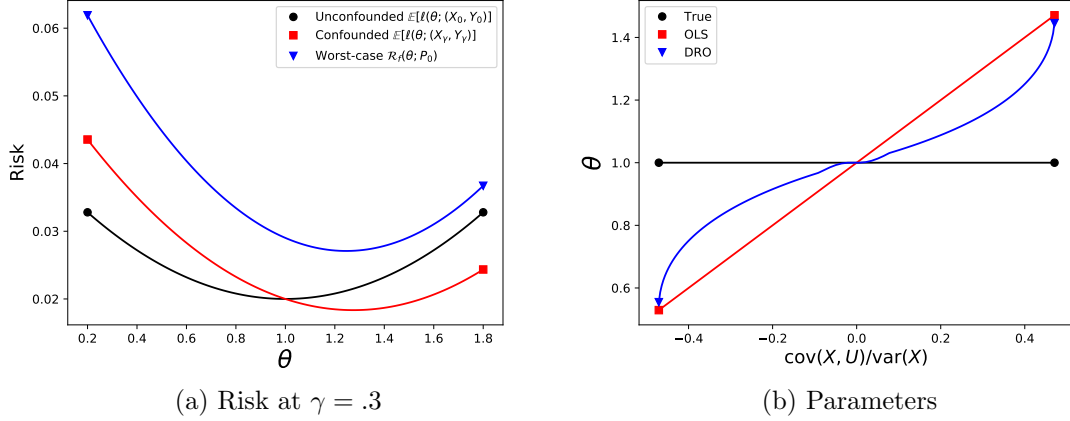 0.06
0.05
0.04
0.03
0.02
Risk
0.2 0.4 0.6 0.8 1.0 1.2 1.4 1.6 1.8
θ
Unconfounded 𝔼[ℓ(θ; (X₀, Y₀)]
Confounded 𝔼[ℓ(θ; (Xᵧ, Yᵧ)]
Worst-case ℛ_f(θ; P₀)
(a) Risk at γ = .3
1.4
1.2
1.0
0.8
0.6
θ
True
OLS
DRO
−0.4 −0.2 0.0 0.2 0.4
cov(X, U)/var(X)
(b) Parameters